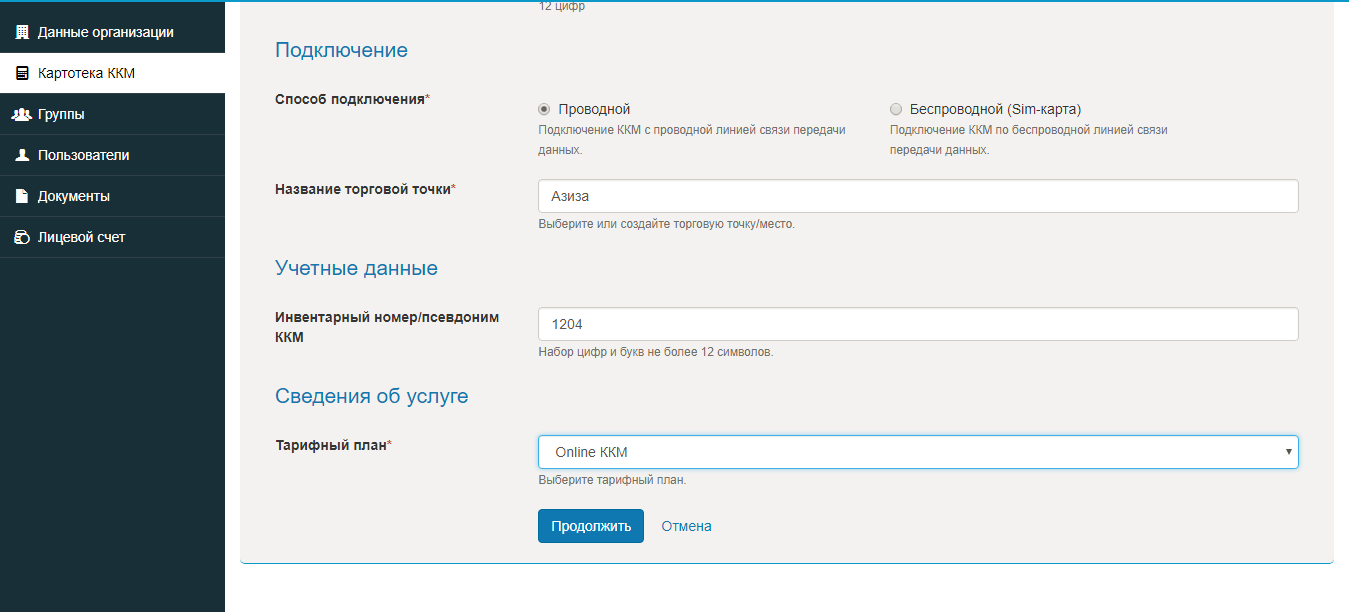 Данные организации
Картотека ККМ
Группы
Пользователи
Документы
Лицевой счет
12 цифр
Подключение
Способ подключения*
Проводной
Подключение ККМ с проводной линией связи передачи
данных.
Беспроводной (Sim-карта)
Подключение ККМ по беспроводной линией связи
передачи данных.
Название торговой точки*
Азиза
Выберите или создайте торговую точку/место.
Учетные данные
Инвентарный номер/псевдоним
ККМ
1204
Набор цифр и букв не более 12 символов.
Сведения об услуге
Тарифный план*
Online ККМ
Выберите тарифный план.
Продолжить Отмена